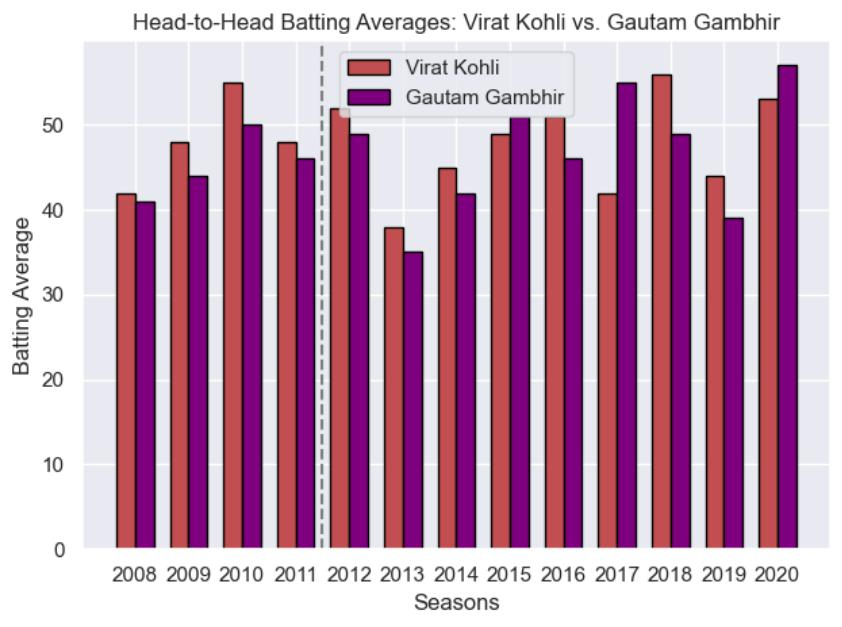 Head-to-Head Batting Averages: Virat Kohli vs. Gautam Gambhir
Virat Kohli
Gautam Gambhir
Batting Average
50
40
30
20
10
0
2008 2009 2010 2011 2012 2013 2014 2015 2016 2017 2018 2019 2020
Seasons